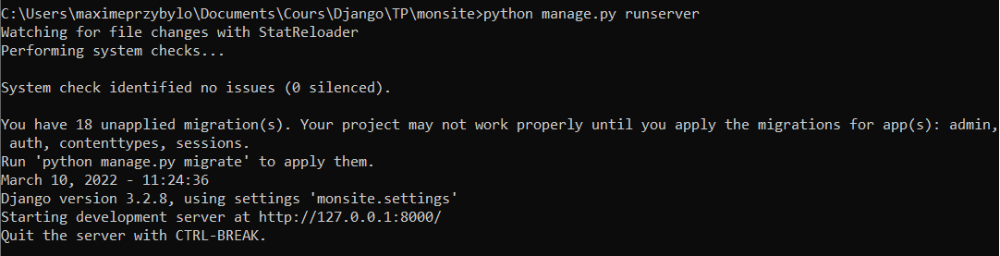 C:\Users\maximeprzybylo\Documents\Cours\Django\TP\monsite>python manage.py runserver
Watching for file changes with StatReloader
Performing system checks...
System check identified no issues (0 silenced).
You have 18 unapplied migration(s). Your project may not work properly until you apply the migrations for app(s): admin,
 auth, contenttypes, sessions.
Run 'python manage.py migrate' to apply them.
March 10, 2022 - 11:24:36
Django version 3.2.8, using settings 'monsite.settings'
Starting development server at http://127.0.0.1:8000/
Quit the server with CTRL-BREAK.